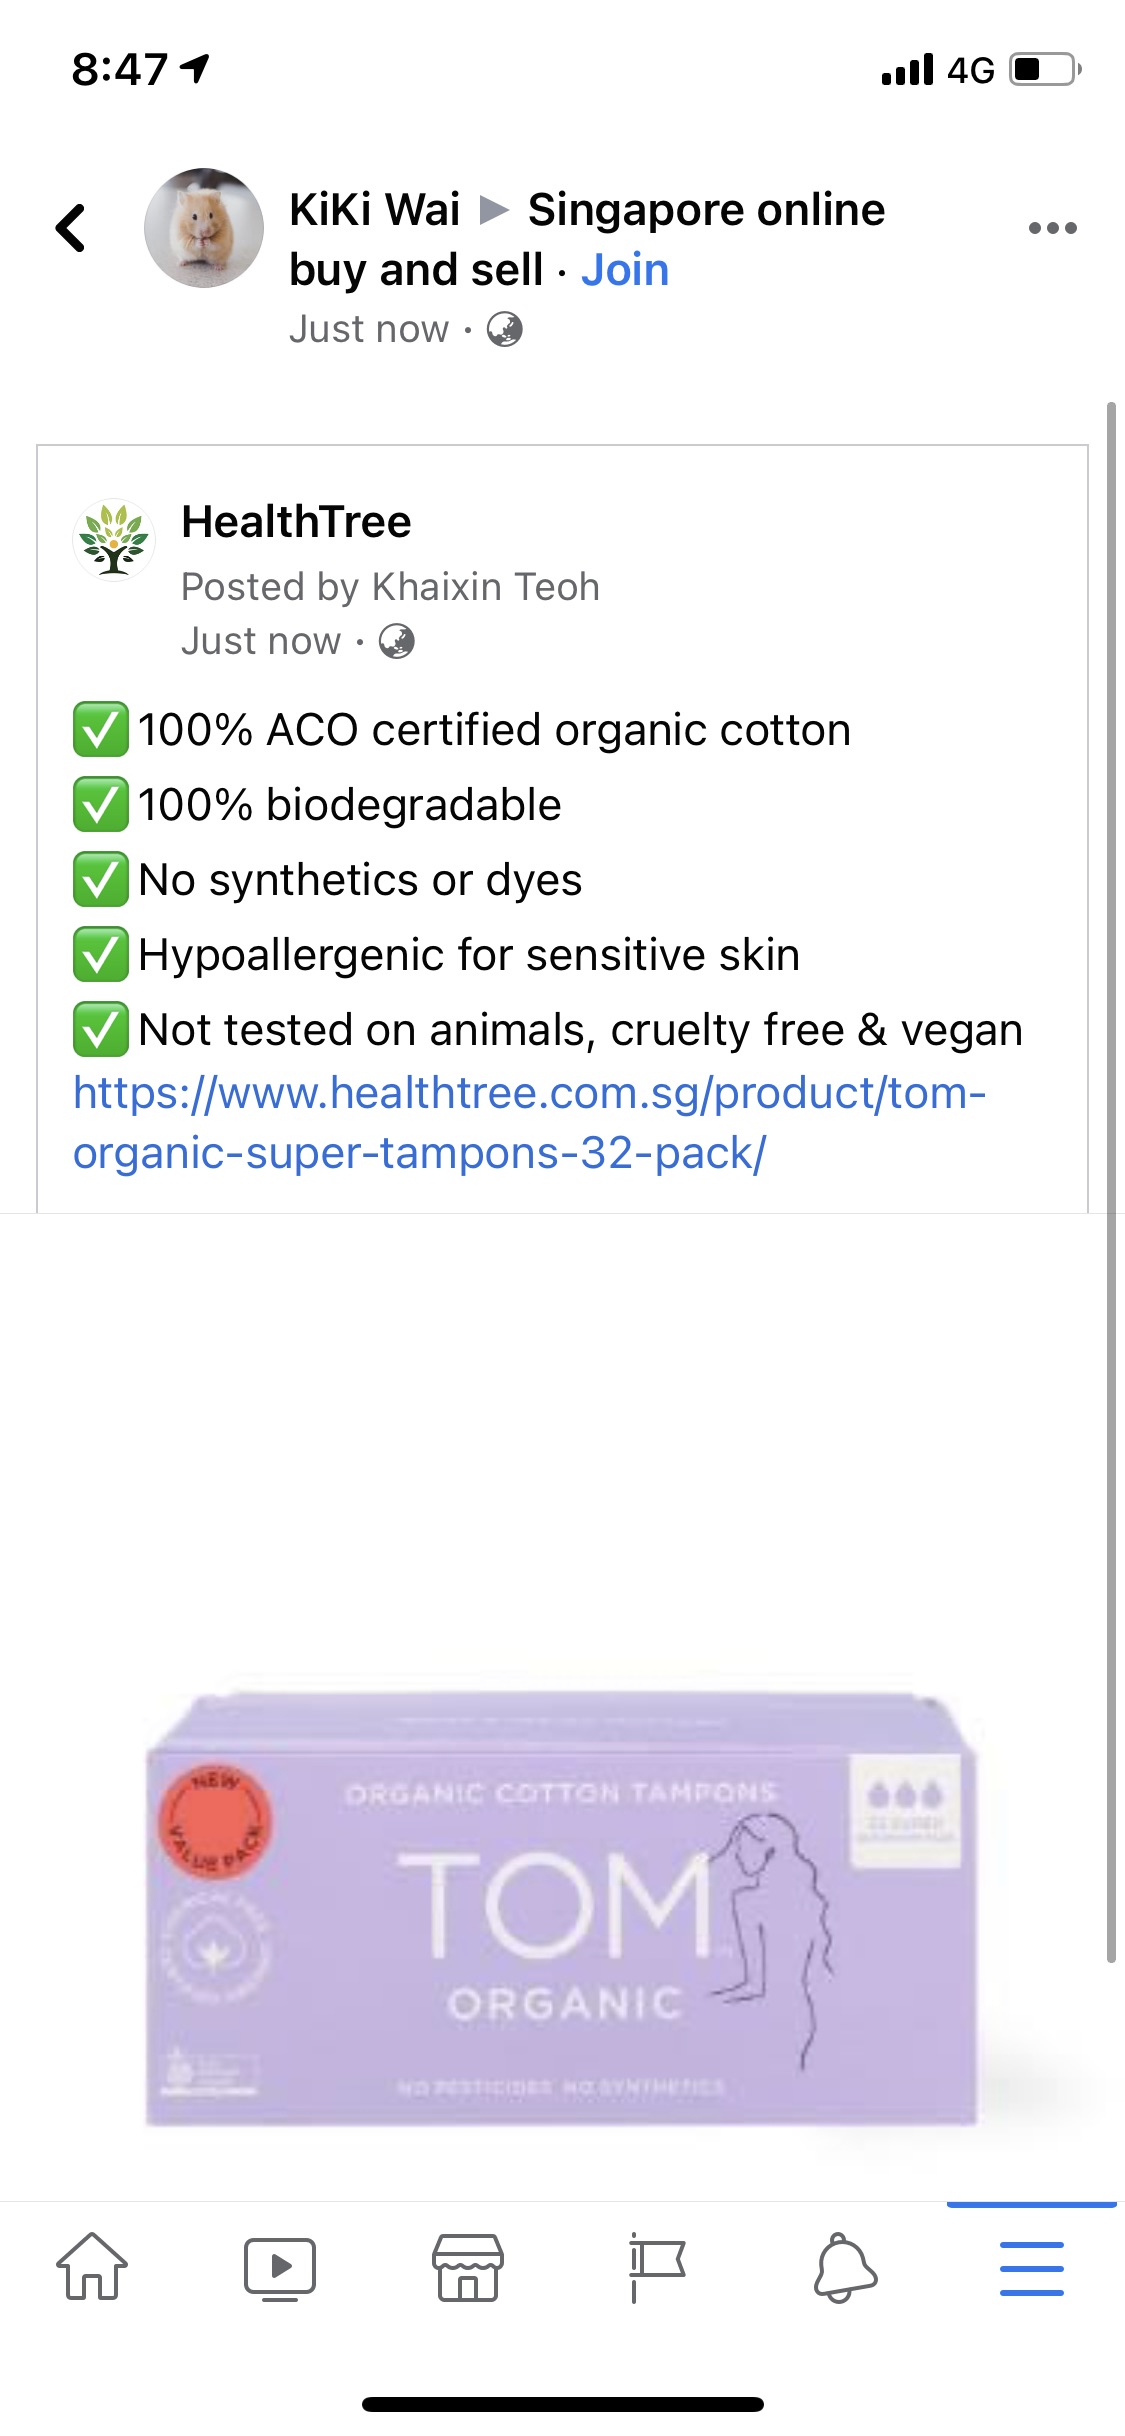 8:47
4G
KiKi Wai ▶ Singapore online
buy and sell · Join
Just now ·
HealthTree
Posted by Khaixin Teoh
Just now ·
✅100% ACO certified organic cotton
✅100% biodegradable
✅No synthetics or dyes
✅Hypoallergenic for sensitive skin
✅Not tested on animals, cruelty free & vegan
https://www.healthtree.com.sg/product/tom-
organic-super-tampons-32-pack/
NEW
VALUE PACK
ORGANIC COTTON TAMPONS
TOM
ORGANIC
NO PESTICIDES NO SYNTHETICS